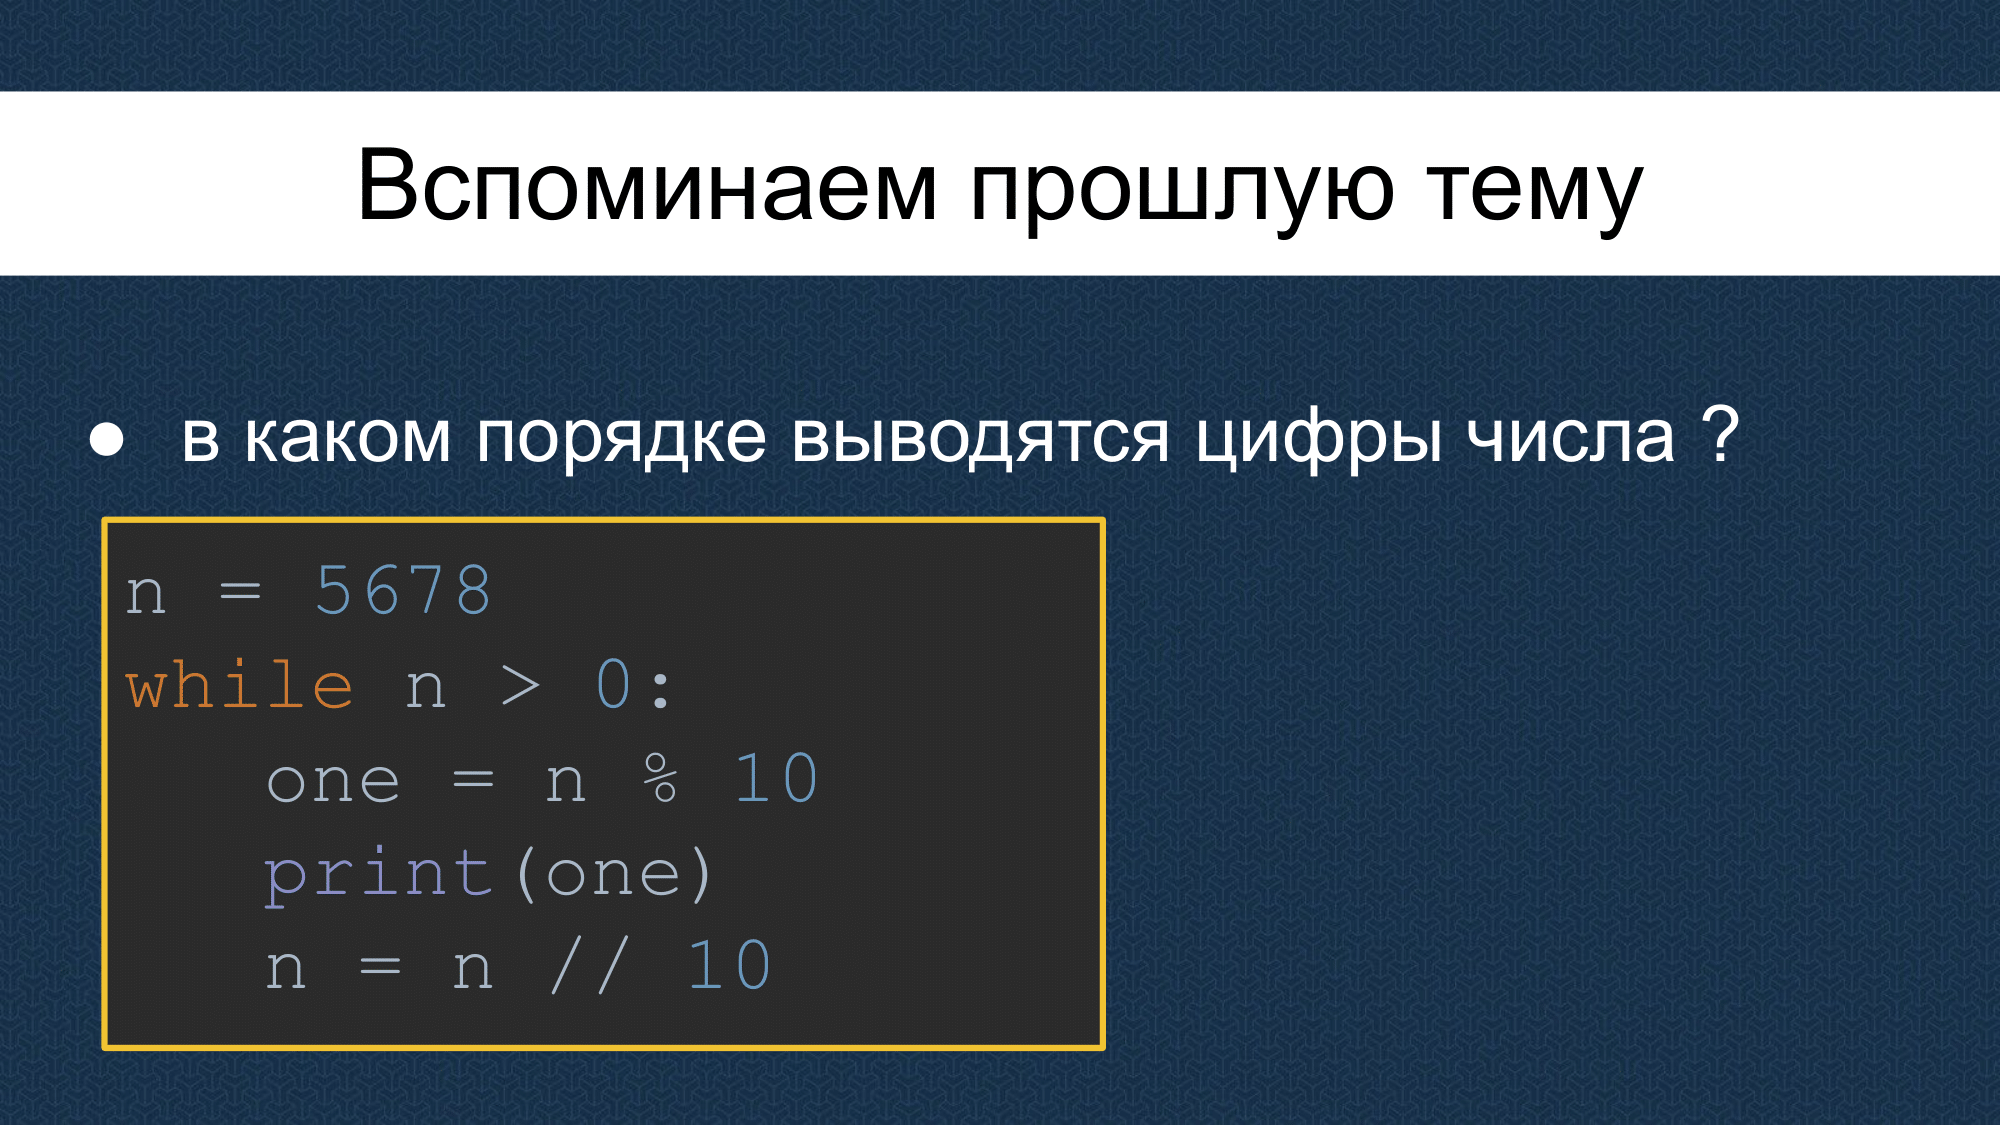 Вспоминаем прошлую тему
● в каком порядке выводятся цифры числа ?
n = 5678
while n > 0:
   one = n % 10
   print(one)
   n = n // 10